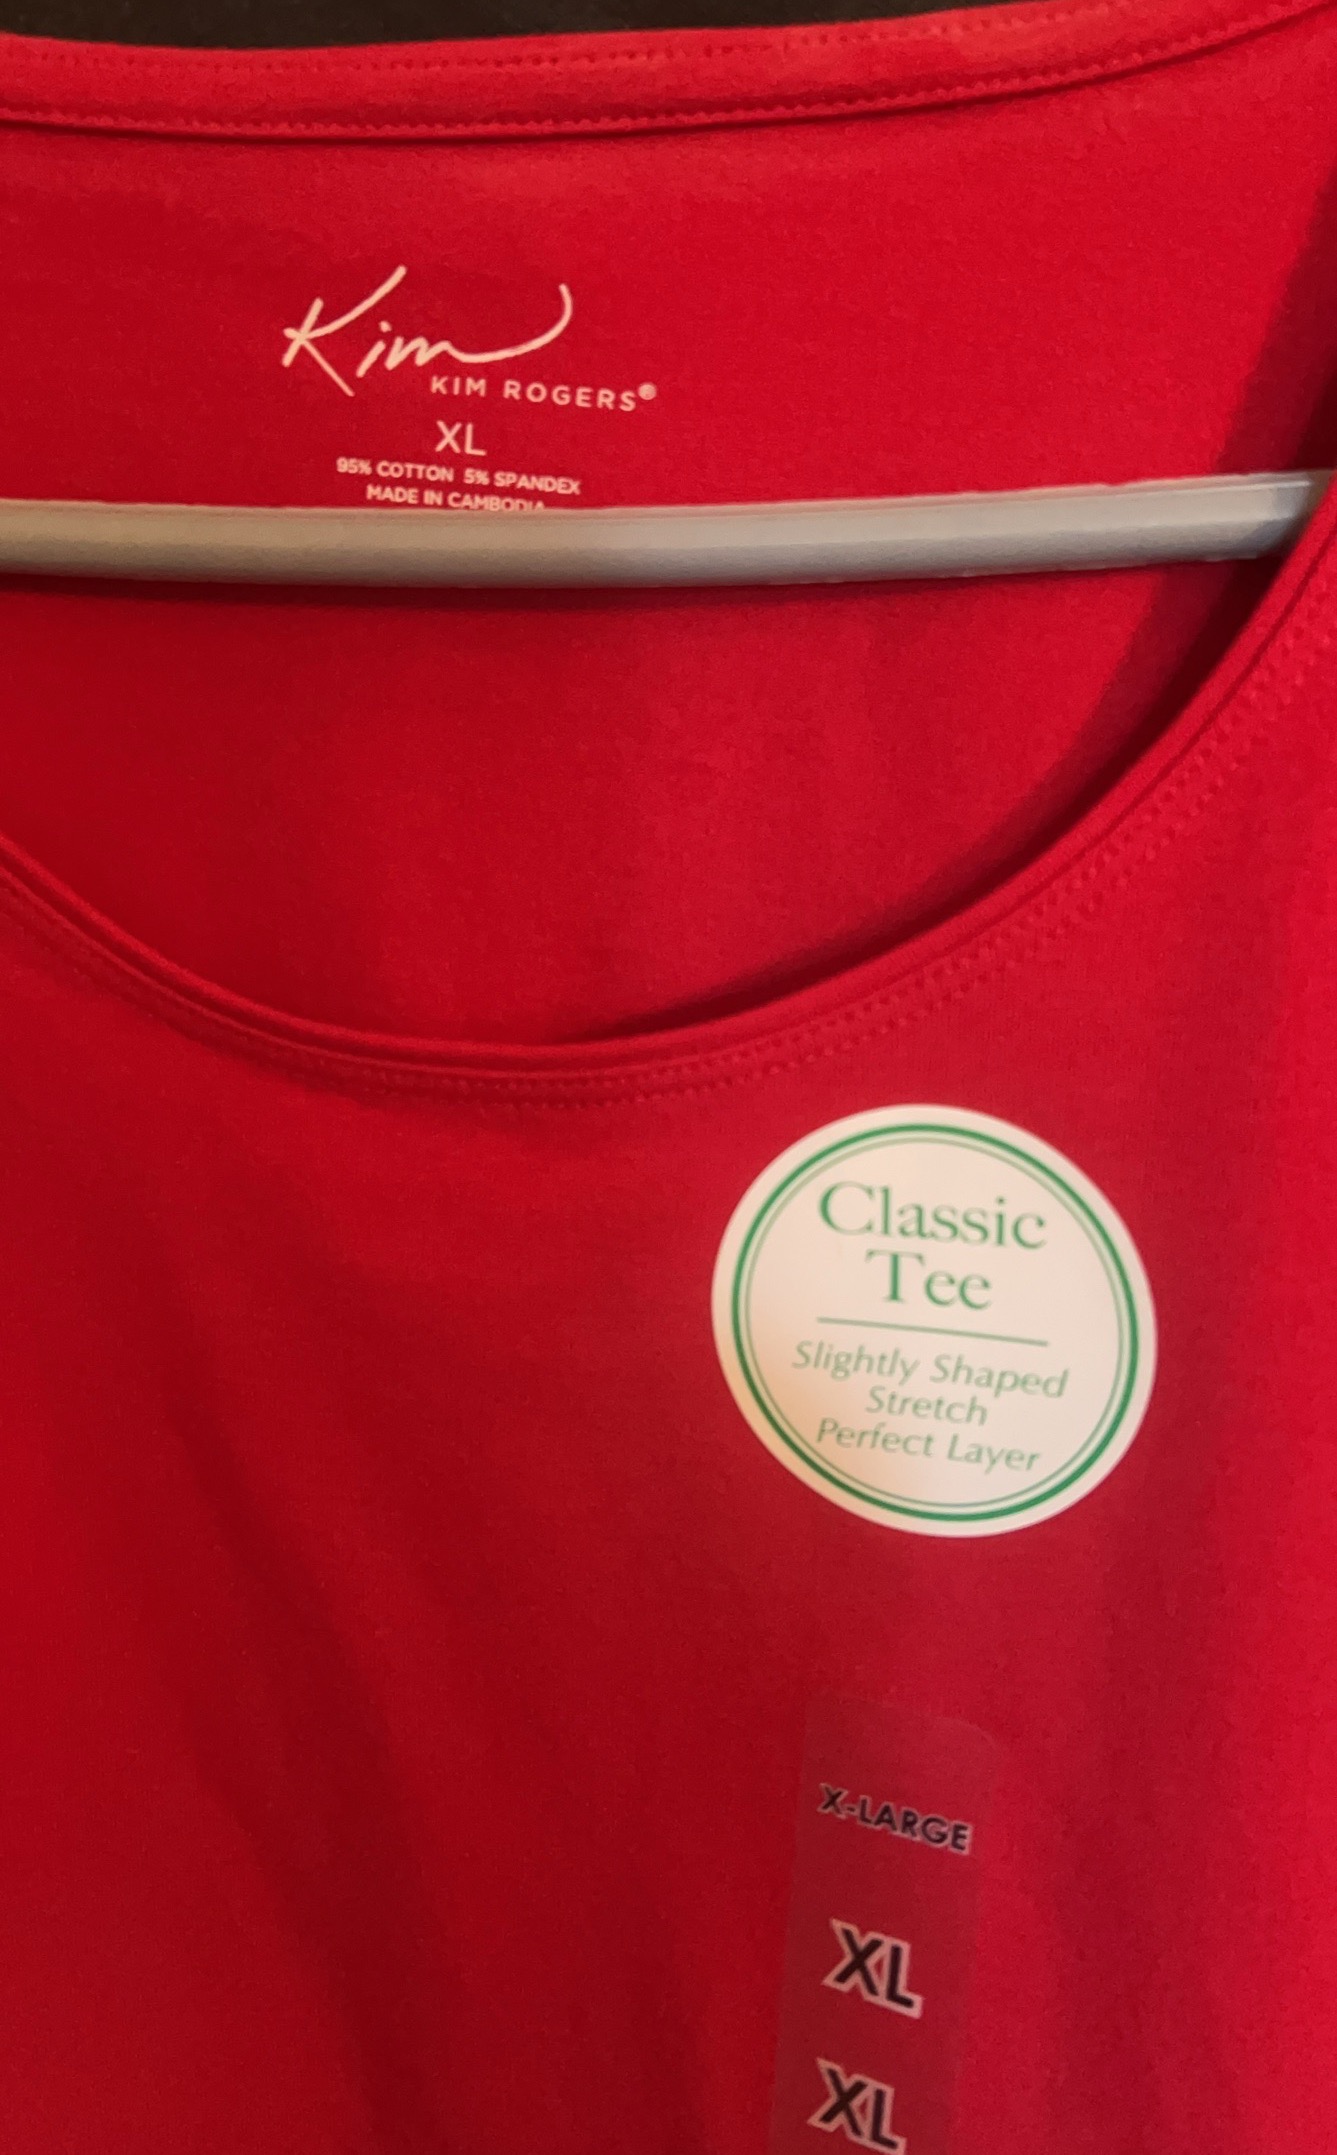 Kim
KIM ROGERS®
XL
95% COTTON 5% SPANDEX
MADE IN CAMBODIA
Classic
Tee
Slightly Shaped
Stretch
Perfect Layer
X-LARGE
XL
XL